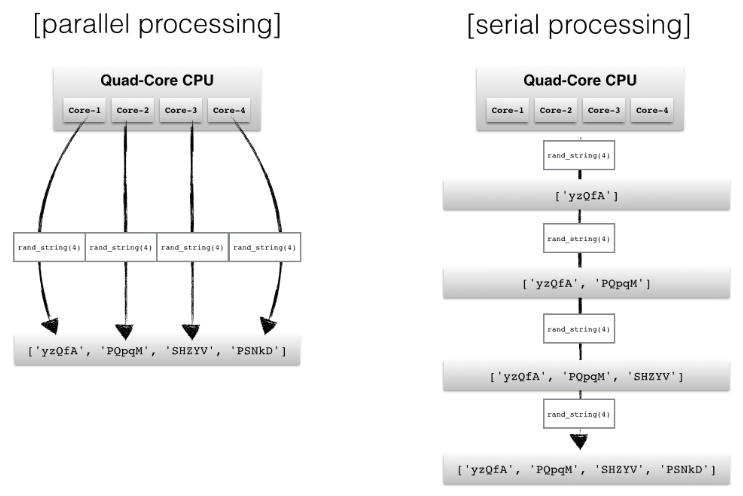 [parallel processing]
Quad-Core CPU
Core-1 Core-2 Core-3 Core-4
rand_string(4) rand_string(4) rand_string(4) rand_string(4)
['yzQfA', 'PQpqM', 'SHZYV', 'PSNkD']
[serial processing]
Quad-Core CPU
Core-1 Core-2 Core-3 Core-4
rand_string(4)
['yzQfA']
rand_string(4)
['yzQfA', 'PQpqM']
rand_string(4)
['yzQfA', 'PQpqM', 'SHZYV']
rand_string(4)
['yzQfA', 'PQpqM', 'SHZYV', 'PSNkD']